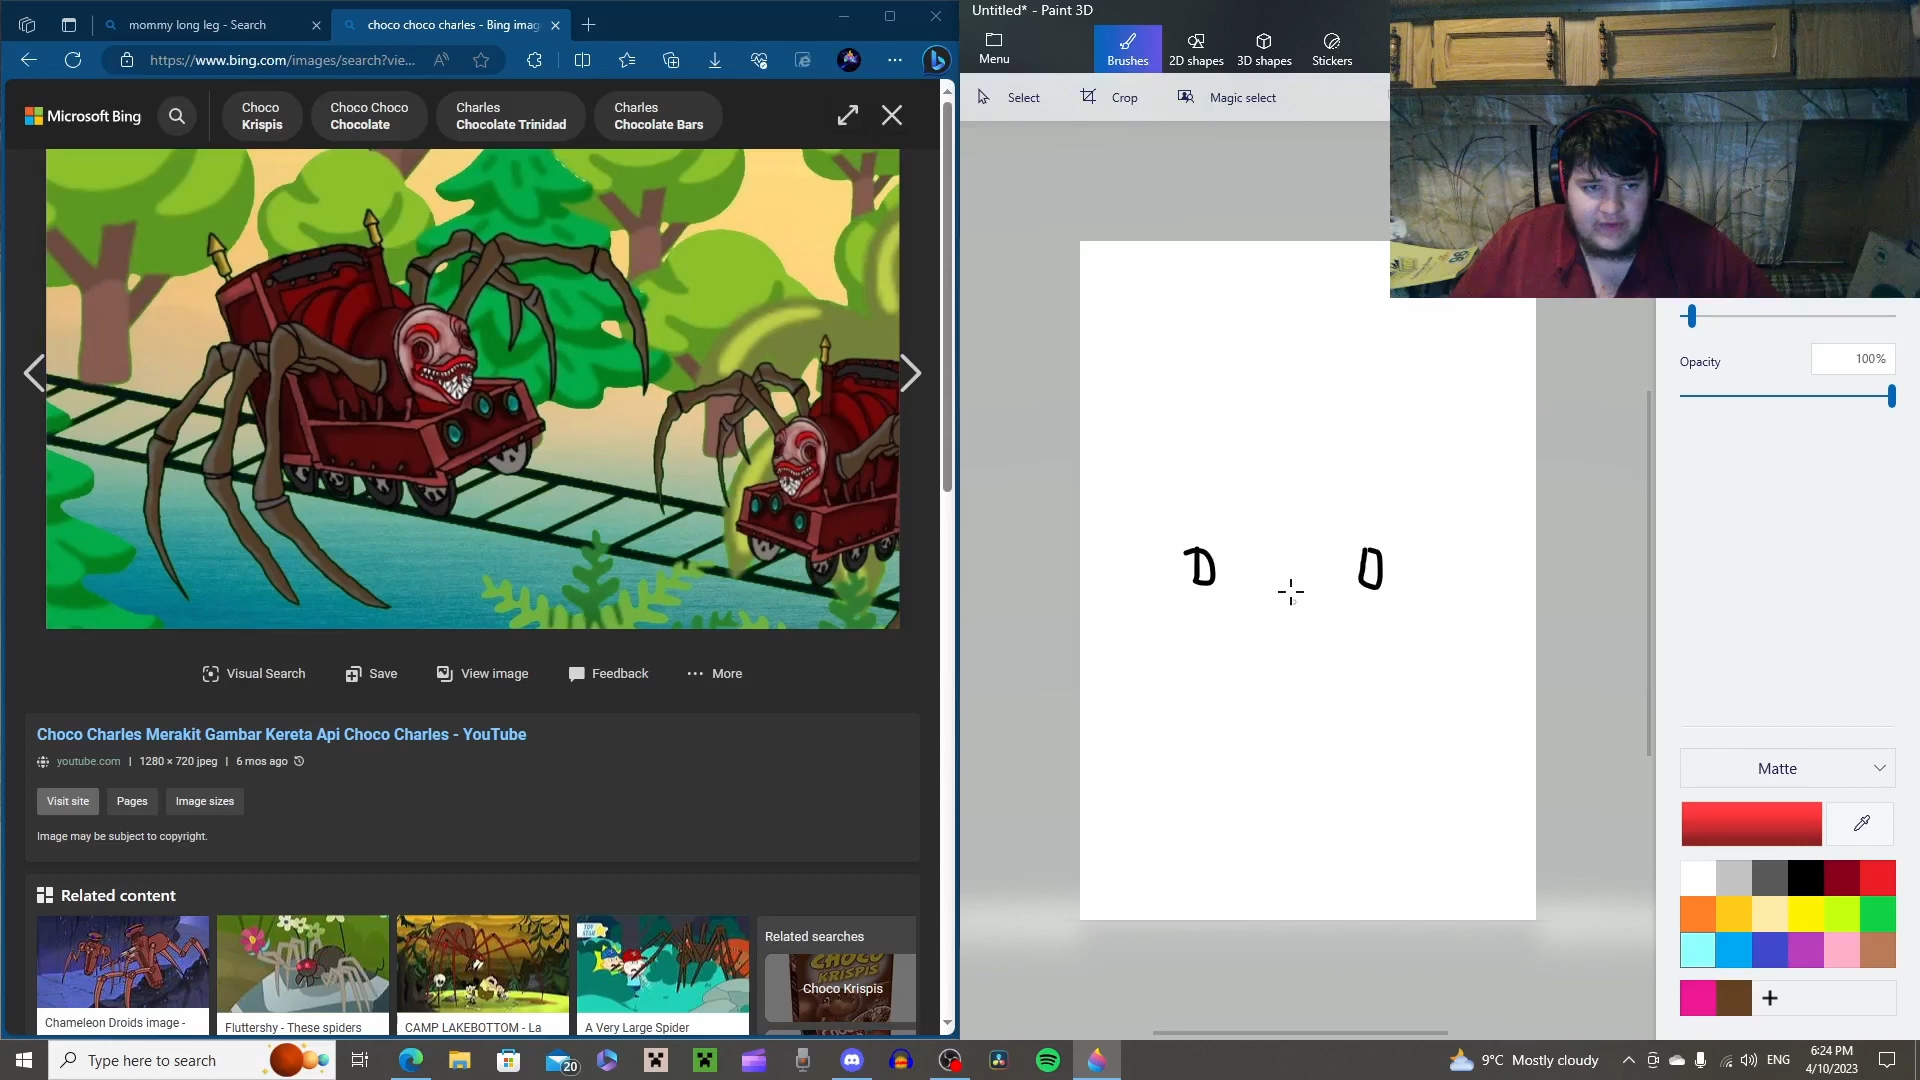 mommy long leg - Search
choco choco charles - Bing imag
Untitled* - Paint 3D
https://www.bing.com/images/search?vie...
Menu
Brushes
2D shapes
3D shapes
Stickers
Select
Crop
Magic select
Microsoft Bing
Choco
Krispis
Choco Choco
Chocolate
Charles
Chocolate Trinidad
Charles
Chocolate Bars
Opacity
100%
D O
Visual Search
Save
View image
Feedback
More
Choco Charles Merakit Gambar Kereta Api Choco Charles - YouTube
youtube.com | 1280 × 720 jpeg | 6 mos ago
Visit site
Pages
Image sizes
Image may be subject to copyright.
Matte
Related content
Related searches
CHOCO
KRISPIS
Choco Krispis
Chameleon Droids image -
Fluttershy - These spiders
CAMP LAKEBOTTOM - La
A Very Large Spider
Type here to search
20
9°C Mostly cloudy
ENG
6:24 PM
4/10/2023